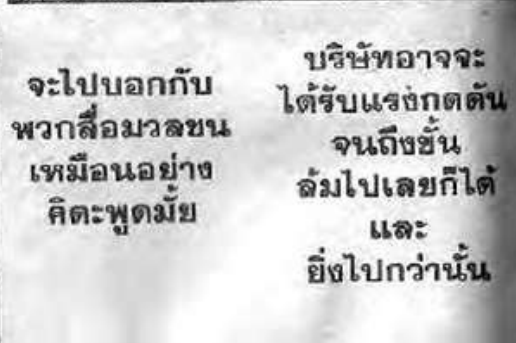 จะไปบอกกับ
พวกสื่อมวลชน
เหมือนอย่าง
คิตะพูดมั้ย
บริษัทอาจจะ
ได้รับแรงกดดัน
จนถึงขั้น
ล้มไปเลยก็ได้
และ
ยิ่งไปกว่านั้น